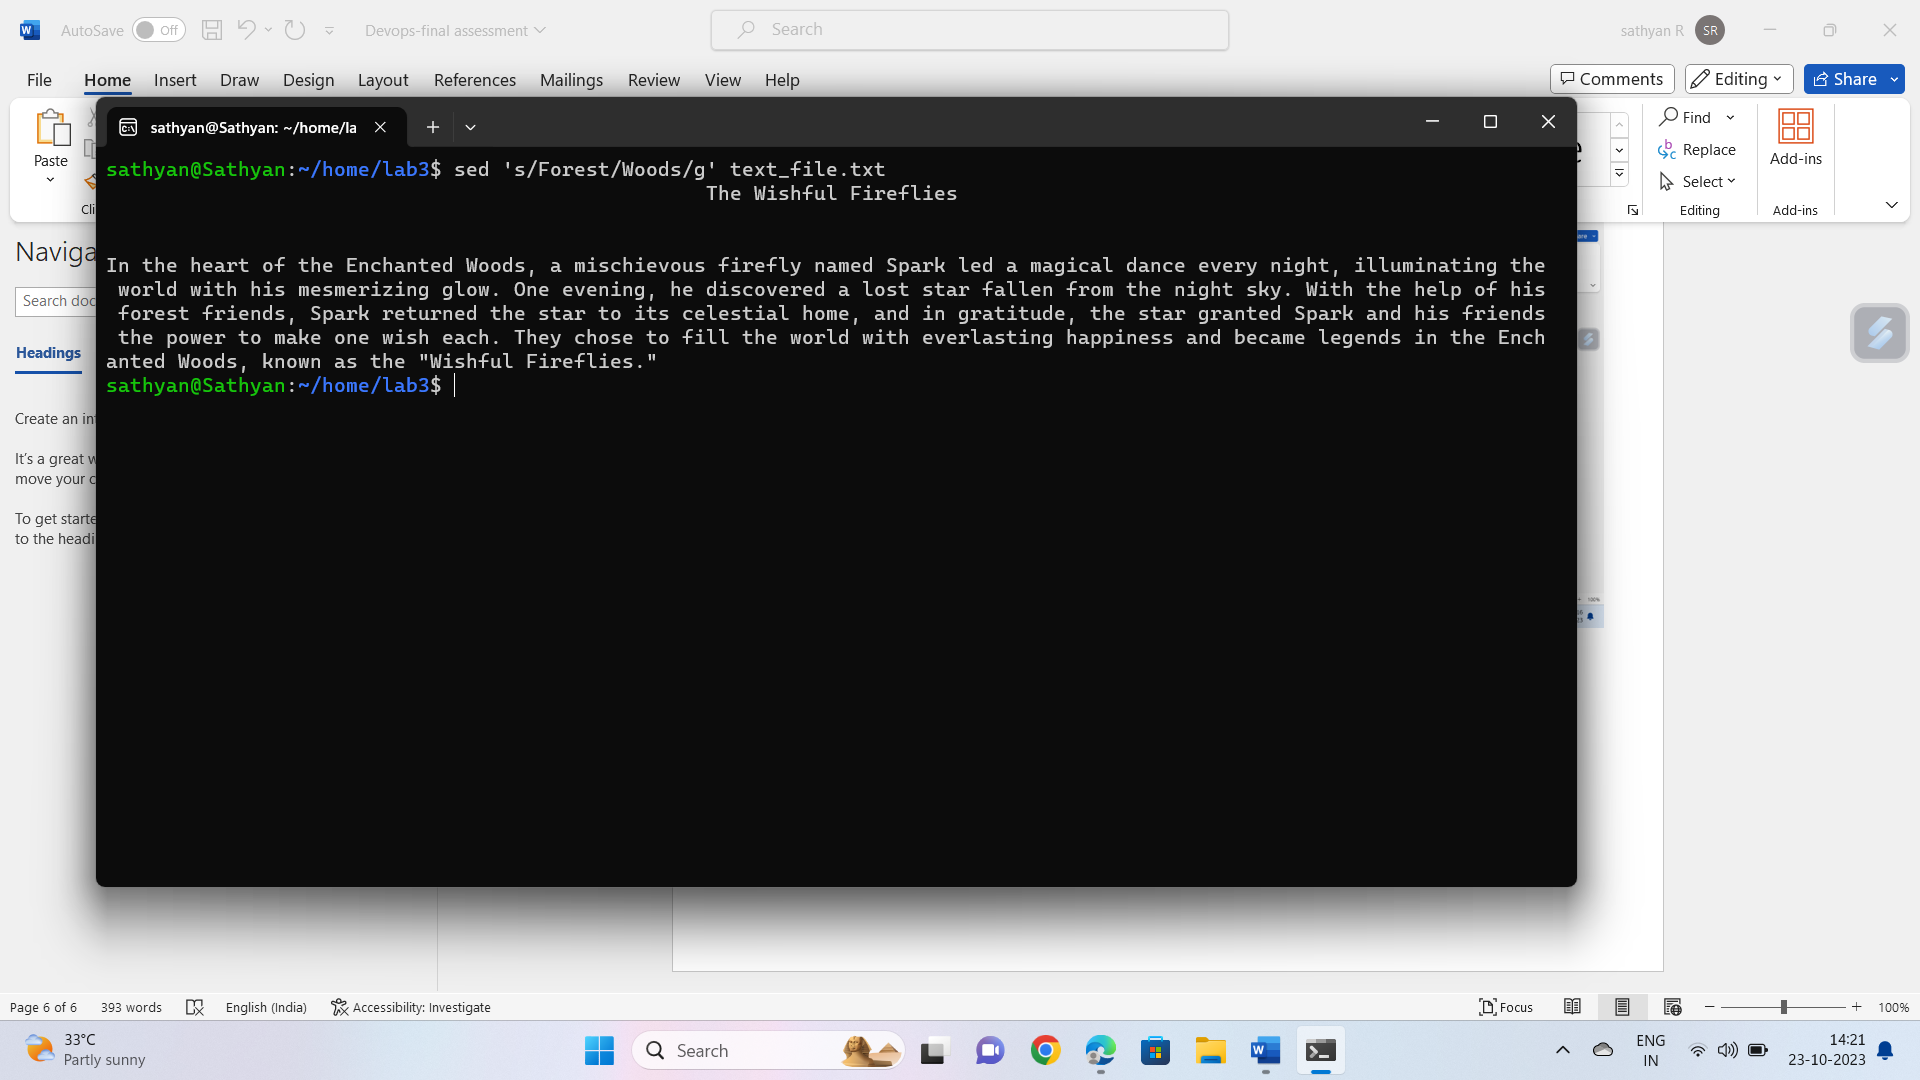 AutoSave Off Devops-final assessment Search sathyan R SR
File Home Insert Draw Design Layout References Mailings Review View Help Comments Editing Share
Paste
Find
Replace
Select
Editing
Add-ins
Add-ins
sathyan@Sathyan: ~/home/la
sathyan@Sathyan:~/home/lab3$ sed 's/Forest/Woods/g' text_file.txt
The Wishful Fireflies
In the heart of the Enchanted Woods, a mischievous firefly named Spark led a magical dance every night, illuminating the
world with his mesmerizing glow. One evening, he discovered a lost star fallen from the night sky. With the help of his
forest friends, Spark returned the star to its celestial home, and in gratitude, the star granted Spark and his friends
the power to make one wish each. They chose to fill the world with everlasting happiness and became legends in the Ench
anted Woods, known as the "Wishful Fireflies."
sathyan@Sathyan:~/home/lab3$
Search
Headings
Create an
It's a great
move your
To get
to the
Page 6 of 6 393 words English (India) Accessibility: Investigate Focus 100%
33°C
Partly sunny
Search
ENG
IN
14:21
23-10-2023